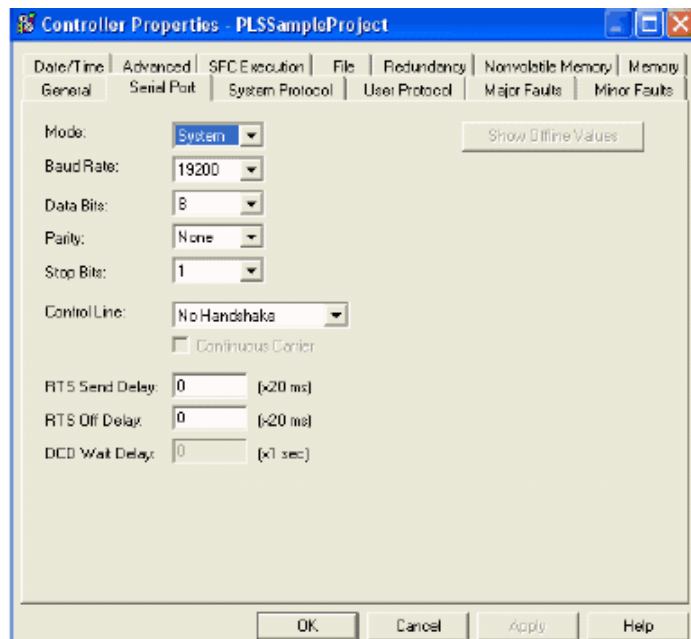 Controller Properties - PLSSampleProject
Date/Time Advanced SFC Execution File Redundancy Nonvolatile Memory Memory
General Serial Port System Protocol User Protocol Major Faults Minor Faults
Mode: System Show Offline Values
Baud Rate: 19200
Data Bits: 8
Parity: None
Stop Bits: 1
Control Line: No Handshake
Continuous Carrier
RTS Send Delay: 0 (x20 ms)
RTS Off Delay: 0 (x20 ms)
DCD Wait Delay: 0 (x1 sec)
OK Cancel Apply Help